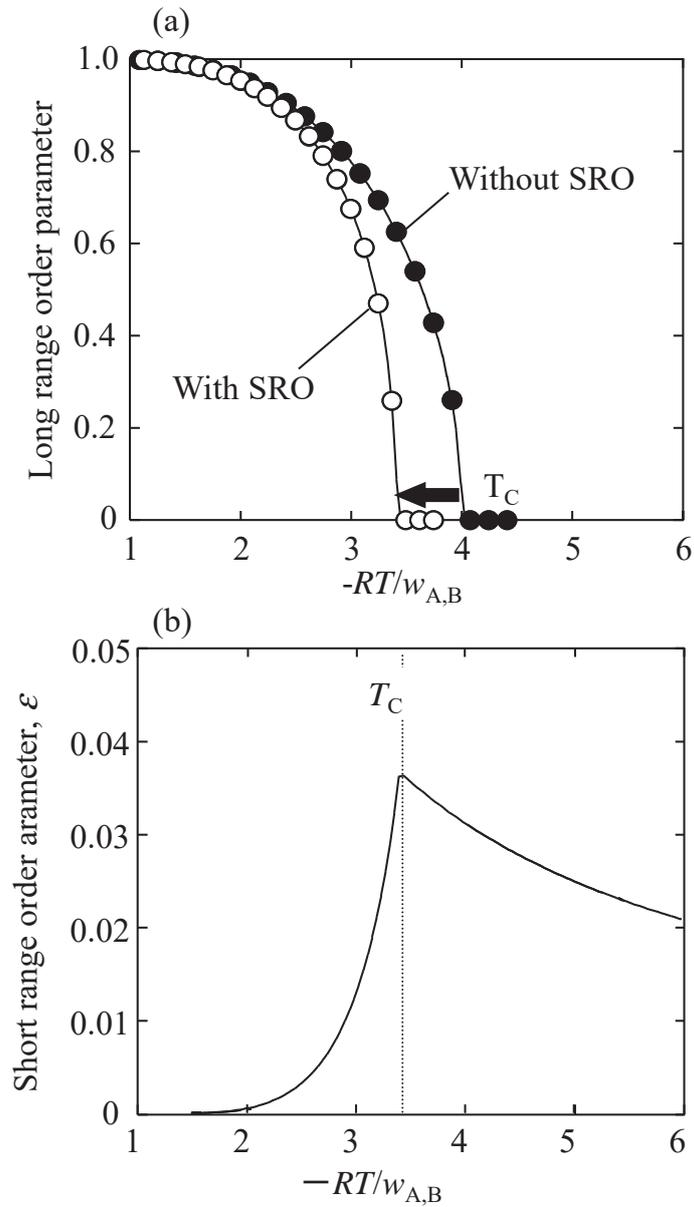 (a)
1.0
0.8
0.6
0.4
0.2
0
Long range order parameter
Without SRO
With SRO
T_C
1 2 3 4 5 6
-RT/w_A,B
(b)
0.05
0.04
0.03
0.02
0.01
0
Short range order arameter, ε
T_C
1 2 3 4 5 6
— RT/w_A,B